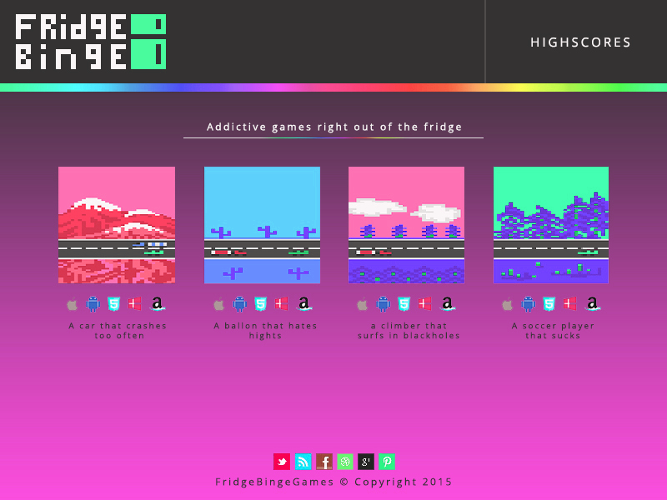 FRidgE
BingE
HIGHSCORES
Addictive games right out of the fridge
A car that crashes
too often
A ballon that hates
hights
a climber that
surfs in blackholes
A soccer player
that sucks
FridgeBingeGames © Copyright 2015